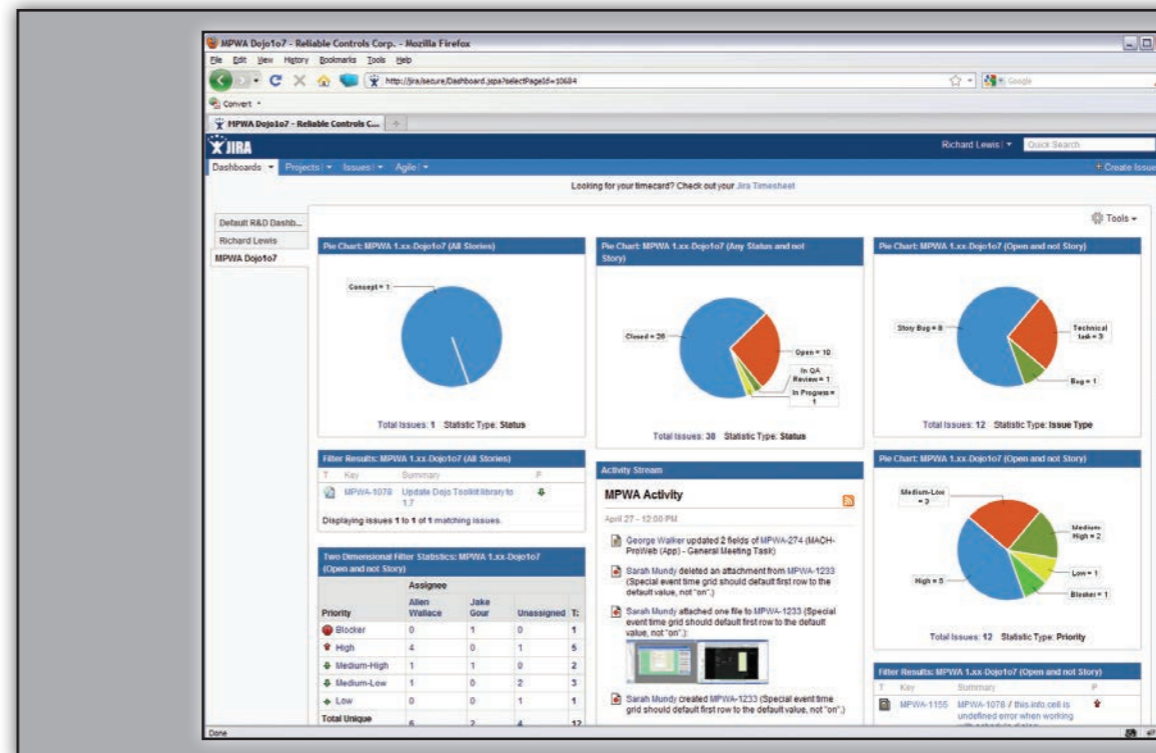 MPWA Dojo1o7 - Reliable Controls Corp. - Mozilla Firefox
File Edit View History Bookmarks Tools Help
http://jira/secure/Dashboard.jspa?selectPageId=10684
Google
Convert
MPWA Dojo1o7 - Reliable Controls C...
JIRA
Richard Lewis
Quick Search
Dashboards Projects Issues Agile
+ Create Issue
Looking for your timecard? Check out your Jira Timesheet
Tools
Default R&D Dashb...
Richard Lewis
MPWA Dojo1o7
Pie Chart: MPWA 1.xx-Dojo1o7 (All Stories)
Concept = 1
Total Issues: 1 Statistic Type: Status
Filter Results: MPWA 1.xx-Dojo1o7 (All Stories)
T Key Summary P
MPWA-1078 Update Dojo Toolkit library to
1.7
Displaying issues 1 to 1 of 1 matching issues.
Two Dimensional Filter Statistics: MPWA 1.xx-Dojo1o7
(Open and not Story)
Assignee
Priority Allen Wallace Jake Gour Unassigned T:
Blocker 0 1 0 1
High 4 0 1 5
Medium-High 1 1 0 2
Medium-Low 1 0 2 3
Low 0 0 1 1
Total Unique 6 2 4 12
Pie Chart: MPWA 1.xx-Dojo1o7 (Any Status and not
Story)
Closed = 26
Open = 10
In QA
Review = 1
In Progress =
1
Total Issues: 38 Statistic Type: Status
Activity Stream
MPWA Activity
April 27 - 12:00 PM
George Walker updated 2 fields of MPWA-274 (MACH-
ProWeb (App) - General Meeting Task)
Sarah Mundy deleted an attachment from MPWA-1233
(Special event time grid should default first row to the
default value, not "on".)
Sarah Mundy attached one file to MPWA-1233 (Special
event time grid should default first row to the default
value, not "on".):
Sarah Mundy created MPWA-1233 (Special event time
grid should default first row to the default value, not "on".)
Pie Chart: MPWA 1.xx-Dojo1o7 (Open and not Story)
Story Bug = 8
Technical
task = 3
Bug = 1
Total Issues: 12 Statistic Type: Issue Type
Pie Chart: MPWA 1.xx-Dojo1o7 (Open and not Story)
Medium-Low
= 3
Medium-
High = 2
Low = 1
Blocker = 1
High = 5
Total Issues: 12 Statistic Type: Priority
Filter Results: MPWA 1.xx-Dojo1o7 (Open and not Story)
T Key Summary P
MPWA-1155 MPWA-1078 / this.info.cell is
undefined error when working
Done